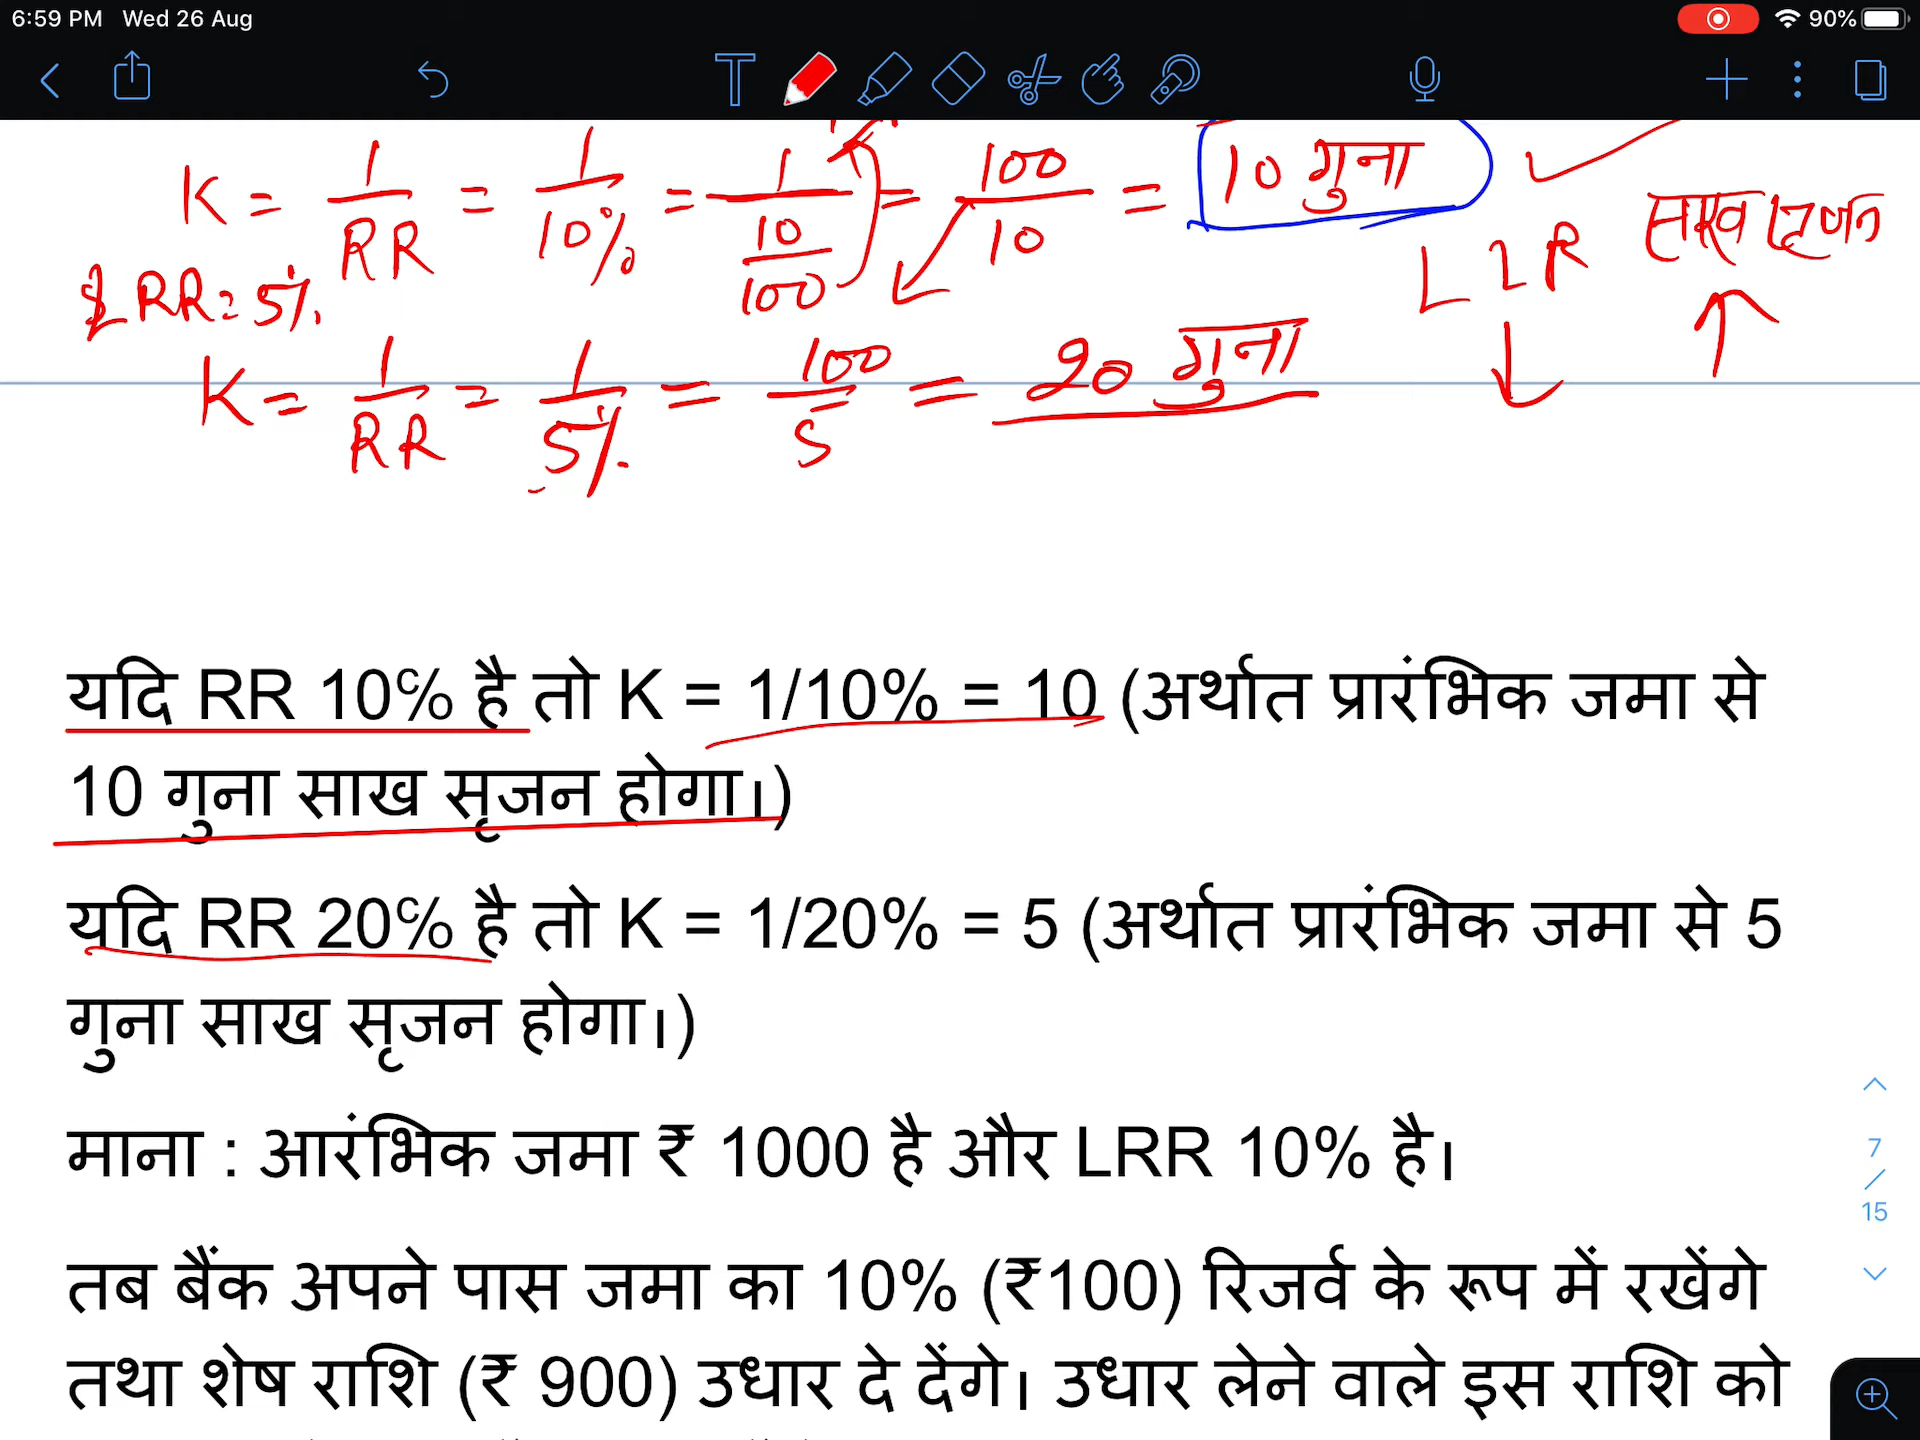 6:59 PM Wed 26 Aug
90%
K = 1/RR = 1/10% = 1/(10/100) = 100/10 = 10 गुना
LRR साख सृजन
RR = 5%
K = 1/RR = 1/5% = 100/5 = 20 गुना
यदि RR 10% है तो K = 1/10% = 10 (अर्थात प्रारंभिक जमा से
10 गुना साख सृजन होगा।)
यदि RR 20% है तो K = 1/20% = 5 (अर्थात प्रारंभिक जमा से 5
गुना साख सृजन होगा।)
माना : आरंभिक जमा ₹ 1000 है और LRR 10% है।
तब बैंक अपने पास जमा का 10% (₹100) रिजर्व के रूप में रखेंगे
तथा शेष राशि (₹ 900) उधार दे देंगे। उधार लेने वाले इस राशि को
7
/
15